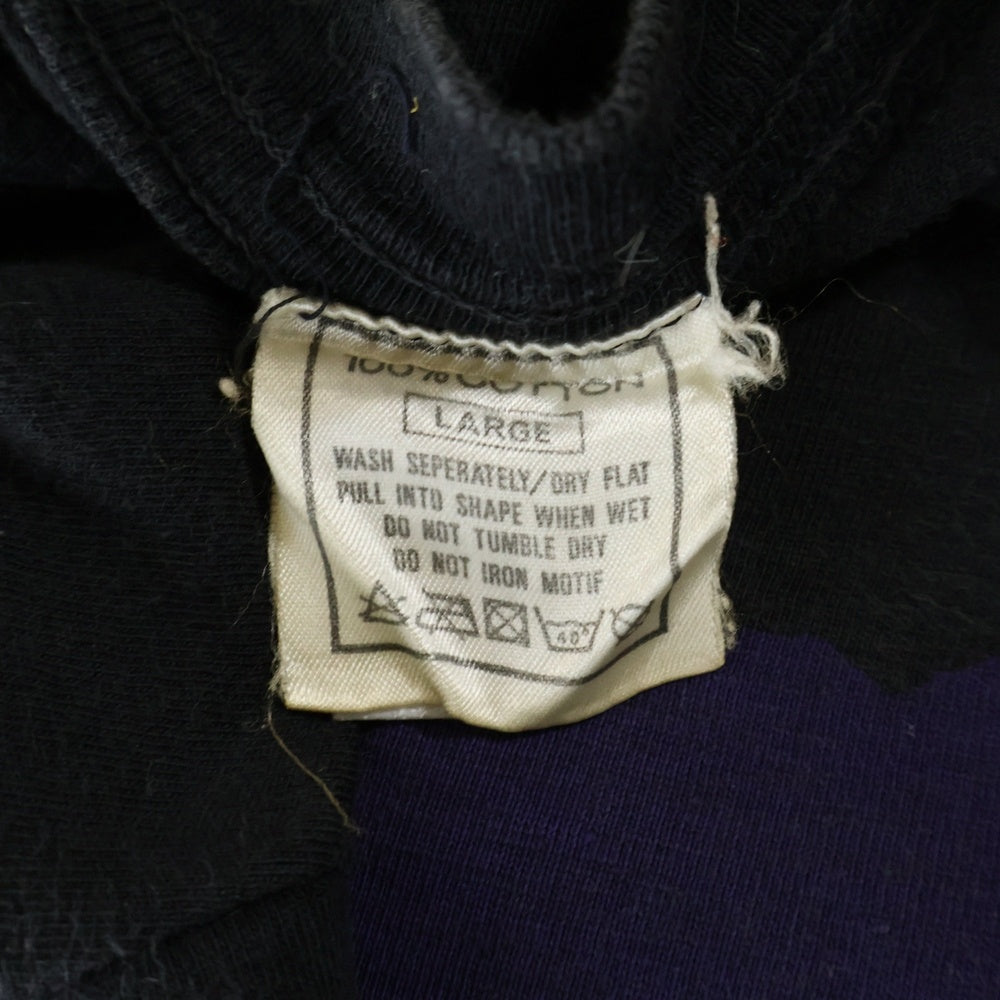 100% COTTON
LARGE
WASH SEPERATELY/DRY FLAT
PULL INTO SHAPE WHEN WET
DO NOT TUMBLE DRY
DO NOT IRON MOTIF
40°